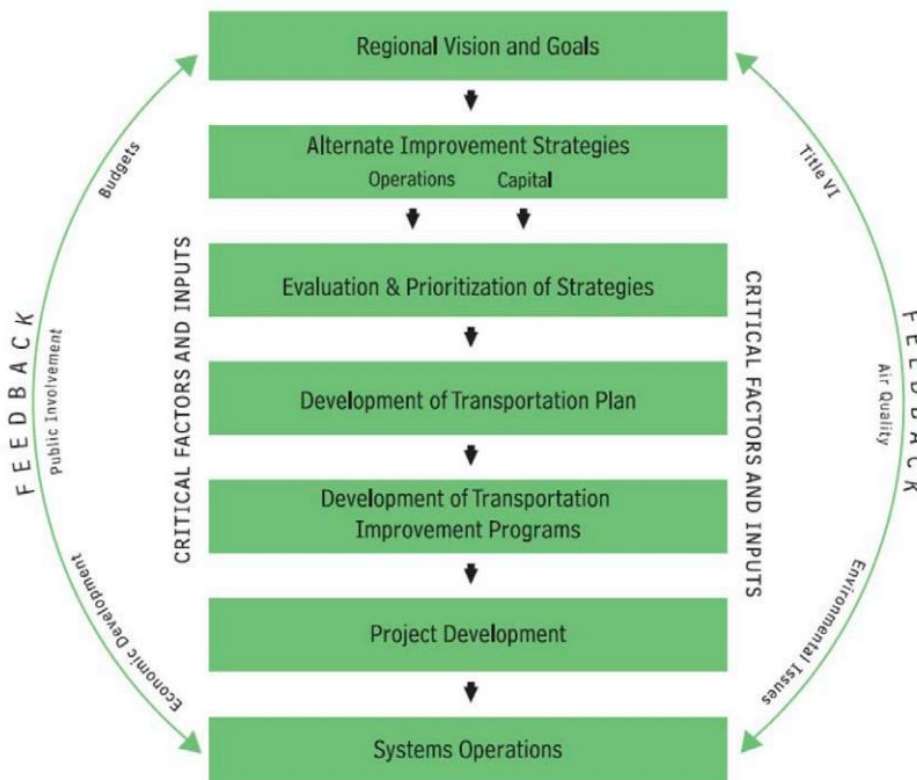 Regional Vision and Goals
Alternate Improvement Strategies
Operations Capital
Evaluation & Prioritization of Strategies
Development of Transportation Plan
Development of Transportation
Improvement Programs
Project Development
Systems Operations
FEEDBACK
Budgets
Public Involvement
Economic Development
CRITICAL FACTORS AND INPUTS
CRITICAL FACTORS AND INPUTS
Title VI
Air Quality
Environmental Issues
FEEDBACK